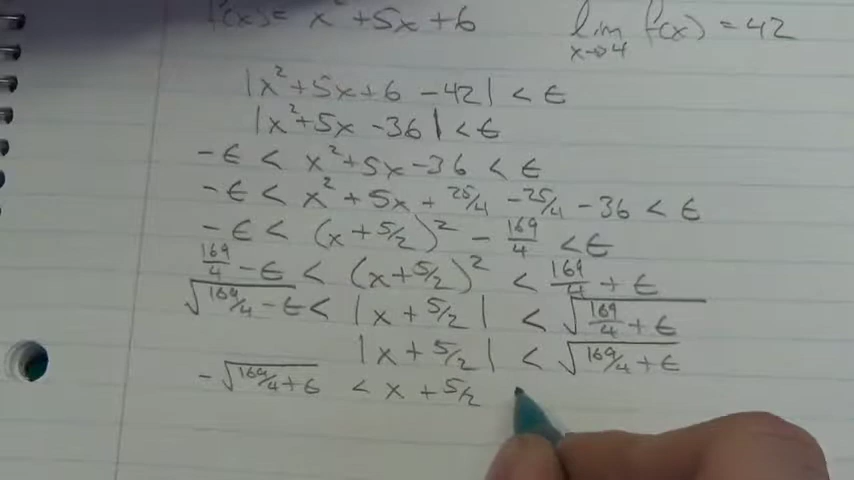 f(x) = x² + 5x + 6 lim x→4 f(x) = 42
|x² + 5x + 6 - 42| < ε
|x² + 5x - 36| < ε
-ε < x² + 5x - 36 < ε
-ε < x² + 5x + 25/4 - 25/4 - 36 < ε
-ε < (x + 5/2)² - 169/4 < ε
169/4 - ε < (x + 5/2)² < 169/4 + ε
√(169/4 - ε) < |x + 5/2| < √(169/4 + ε)
|x + 5/2| < √(169/4 + ε)
-√(169/4 + ε) < x + 5/2